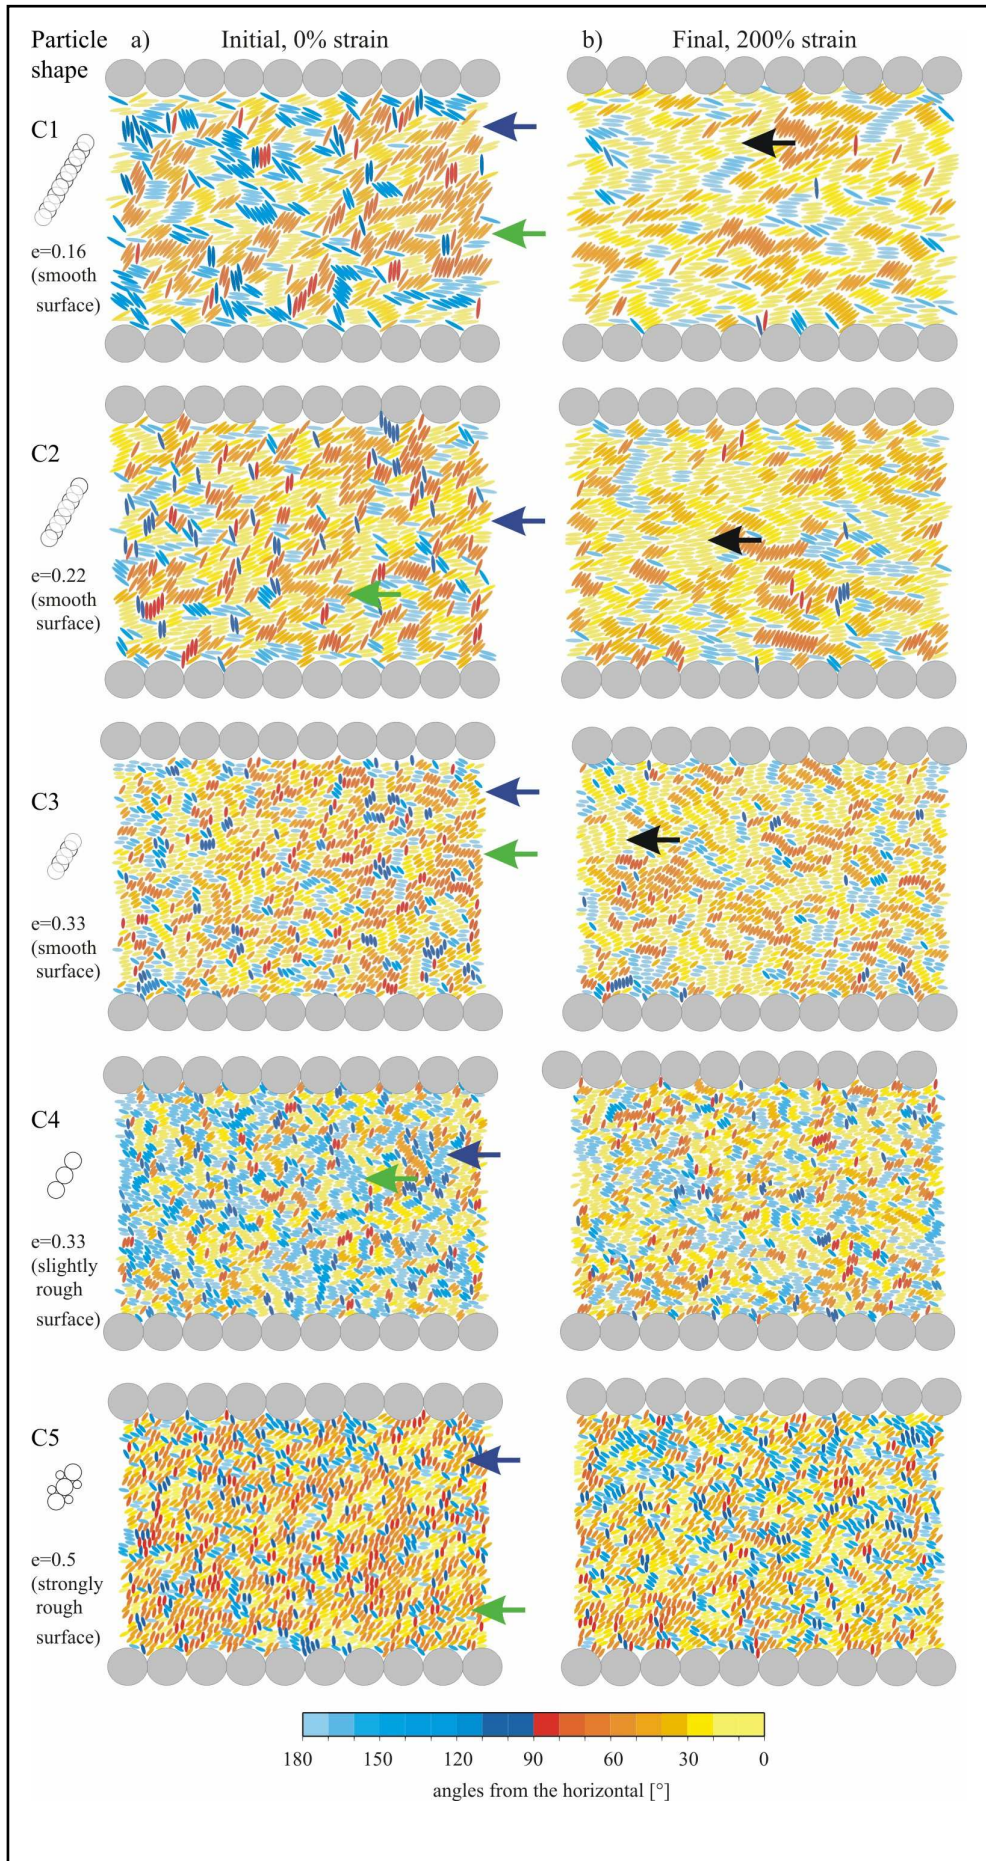 Particle a) Initial, 0% strain b) Final, 200% strain
shape
C1
e=0.16
(smooth
surface)
C2
e=0.22
(smooth
surface)
C3
e=0.33
(smooth
surface)
C4
e=0.33
(slightly
rough
surface)
C5
e=0.5
(strongly
rough
surface)
180 150 120 90 60 30 0
angles from the horizontal [°]